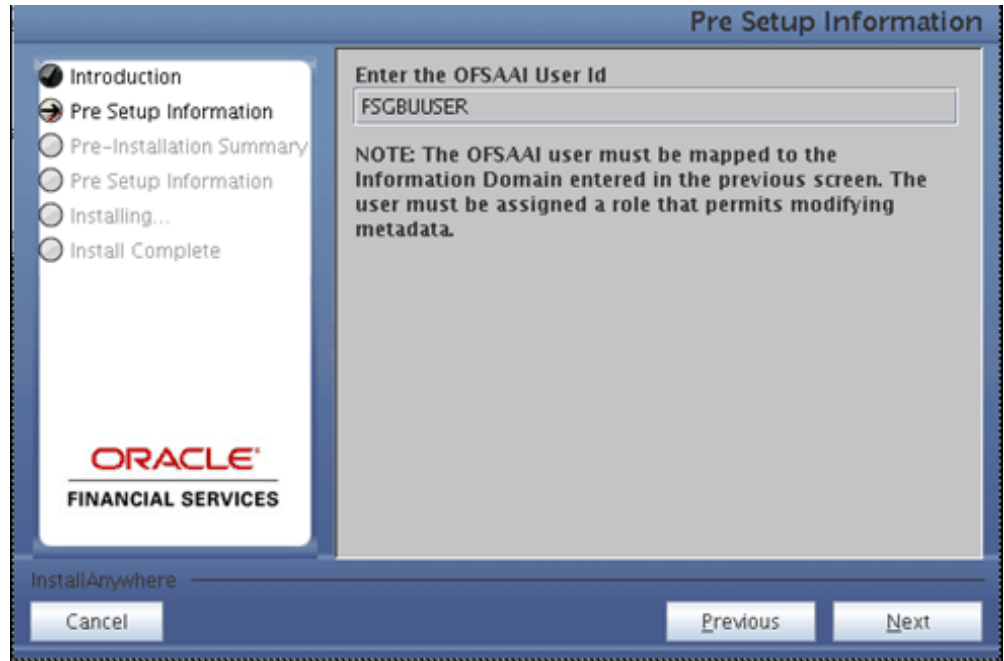 Pre Setup Information
Introduction
Pre Setup Information
Pre-Installation Summary
Pre Setup Information
Installing...
Install Complete
ORACLE
FINANCIAL SERVICES
Enter the OFSAAI User Id
FSGBUUSER
NOTE: The OFSAAI user must be mapped to the
Information Domain entered in the previous screen. The
user must be assigned a role that permits modifying
metadata.
InstallAnywhere
Cancel
Previous
Next